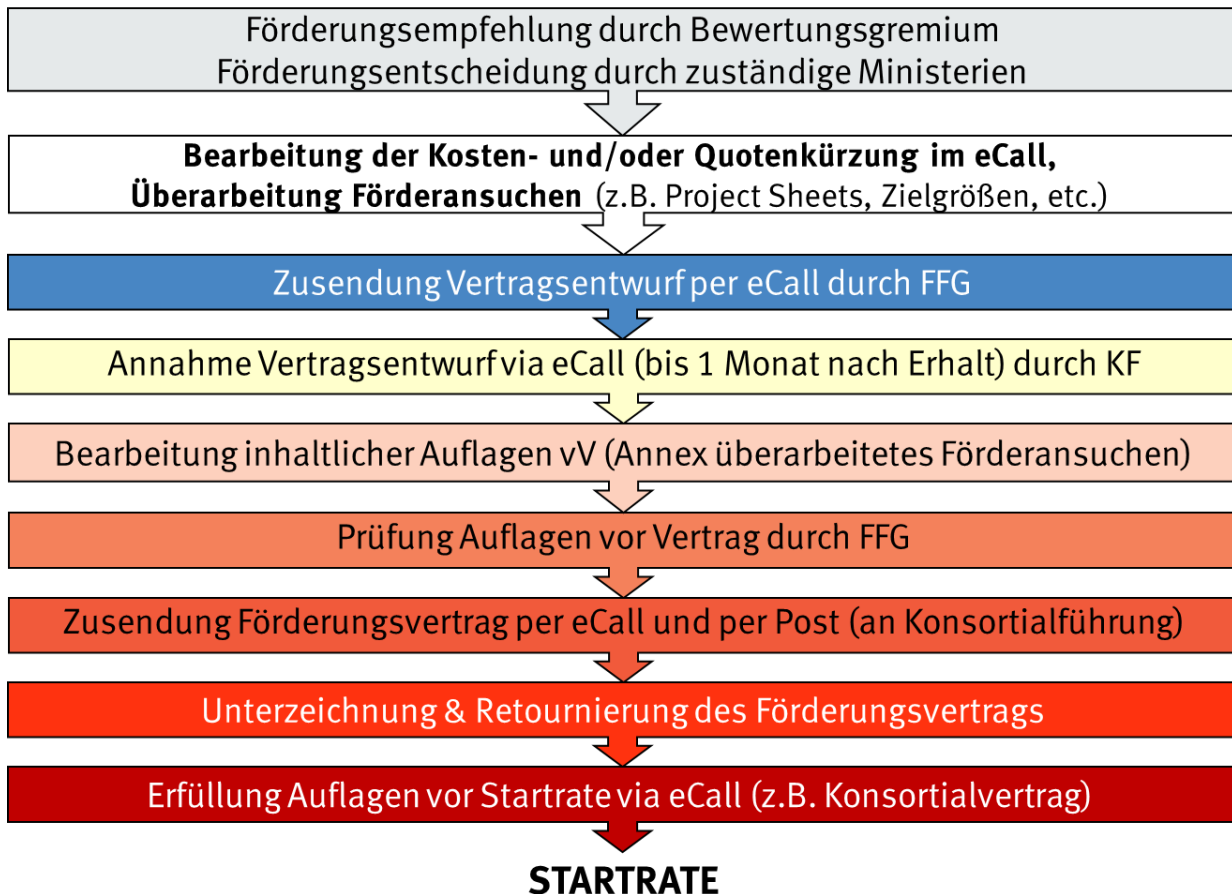 Förderungsempfehlung durch Bewertungsgremium
Förderungsentscheidung durch zuständige Ministerien
Bearbeitung der Kosten- und/oder Quotenkürzung im eCall,
Überarbeitung Förderansuchen (z.B. Project Sheets, Zielgrößen, etc.)
Zusendung Vertragsentwurf per eCall durch FFG
Annahme Vertragsentwurf via eCall (bis 1 Monat nach Erhalt) durch KF
Bearbeitung inhaltlicher Auflagen vV (Annex überarbeitetes Förderansuchen)
Prüfung Auflagen vor Vertrag durch FFG
Zusendung Förderungsvertrag per eCall und per Post (an Konsortialführung)
Unterzeichnung & Retournierung des Förderungsvertrags
Erfüllung Auflagen vor Startrate via eCall (z.B. Konsortialvertrag)
STARTRATE